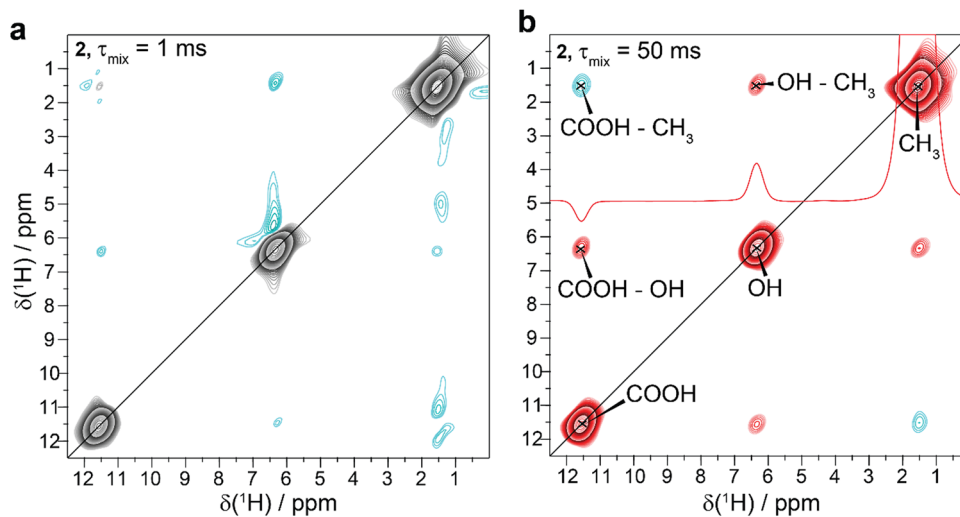 a
2, τmix = 1 ms
1
2
3
4
5
6
7
8
9
10
11
12
δ(¹H) / ppm
12 11 10 9 8 7 6 5 4 3 2 1
δ(¹H) / ppm
b
2, τmix = 50 ms
OH - CH₃
COOH - CH₃
CH₃
COOH - OH
OH
COOH
1
2
3
4
5
6
7
8
9
10
11
12
δ(¹H) / ppm
12 11 10 9 8 7 6 5 4 3 2 1
δ(¹H) / ppm